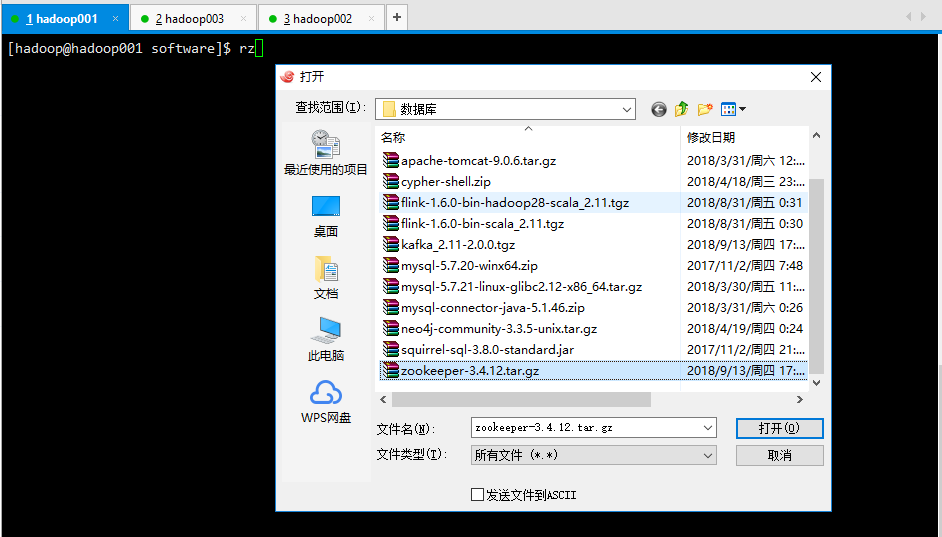 1 hadoop001 × 2 hadoop003 × 3 hadoop002 × +
[hadoop@hadoop001 software]$ rz
打开
查找范围(I): 数据库
最近使用的项目
桌面
文档
此电脑
WPS网盘
名称 修改日期
apache-tomcat-9.0.6.tar.gz 2018/3/31/周六 12:...
cypher-shell.zip 2018/4/18/周三 23:...
flink-1.6.0-bin-hadoop28-scala_2.11.tgz 2018/8/31/周五 0:31
flink-1.6.0-bin-scala_2.11.tgz 2018/8/31/周五 0:30
kafka_2.11-2.0.0.tgz 2018/9/13/周四 17:...
mysql-5.7.20-winx64.zip 2017/11/2/周四 7:48
mysql-5.7.21-linux-glibc2.12-x86_64.tar.gz 2018/3/30/周五 11:...
mysql-connector-java-5.1.46.zip 2018/3/31/周六 0:26
neo4j-community-3.3.5-unix.tar.gz 2018/4/19/周四 0:24
squirrel-sql-3.8.0-standard.jar 2017/11/2/周四 21:...
zookeeper-3.4.12.tar.gz 2018/9/13/周四 17:...
文件名(N): zookeeper-3.4.12.tar.gz 打开(O)
文件类型(T): 所有文件 (*.*) 取消
发送文件到ASCII